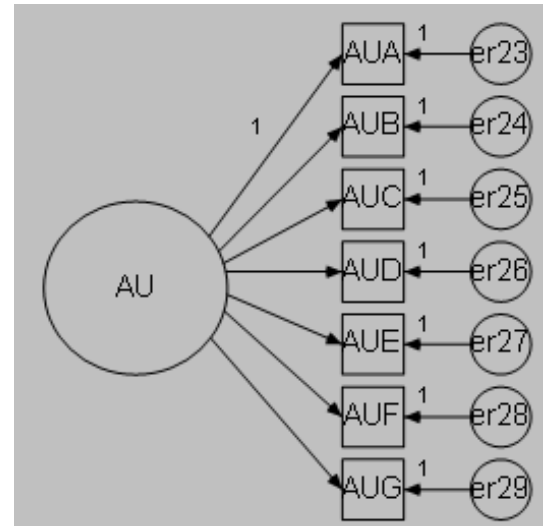 1
AUA
er23
1
1
AUB
er24
1
AUC
er25
AU
1
AUD
er26
1
AUE
er27
1
AUF
er28
1
AUG
er29